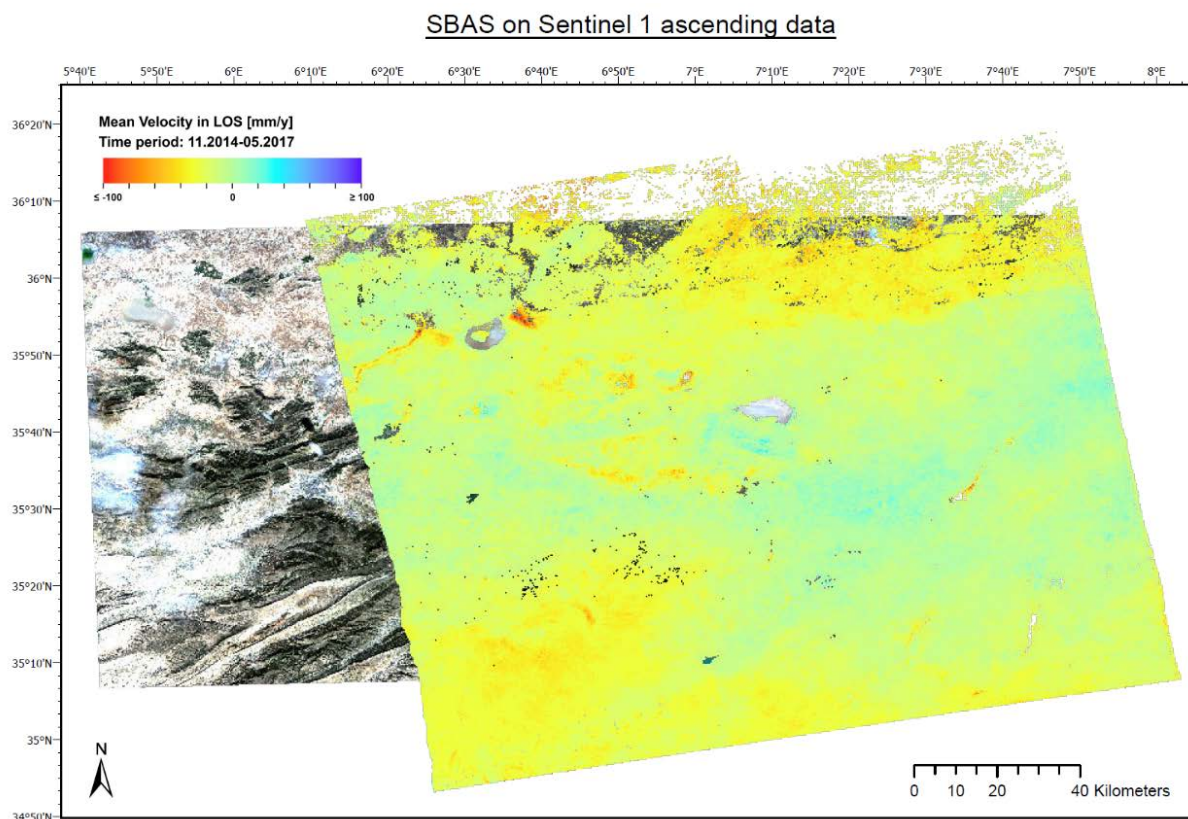 SBAS on Sentinel 1 ascending data
5°40'E 5°50'E 6°E 6°10'E 6°20'E 6°30'E 6°40'E 6°50'E 7°E 7°10'E 7°20'E 7°30'E 7°40'E 7°50'E 8°E
36°20'N
Mean Velocity in LOS [mm/y]
Time period: 11.2014-05.2017
≤ -100 0 ≥ 100
36°10'N
36°N
35°50'N
35°40'N
35°30'N
35°20'N
35°10'N
35°N
34°50'N
N
0 10 20 40 Kilometers